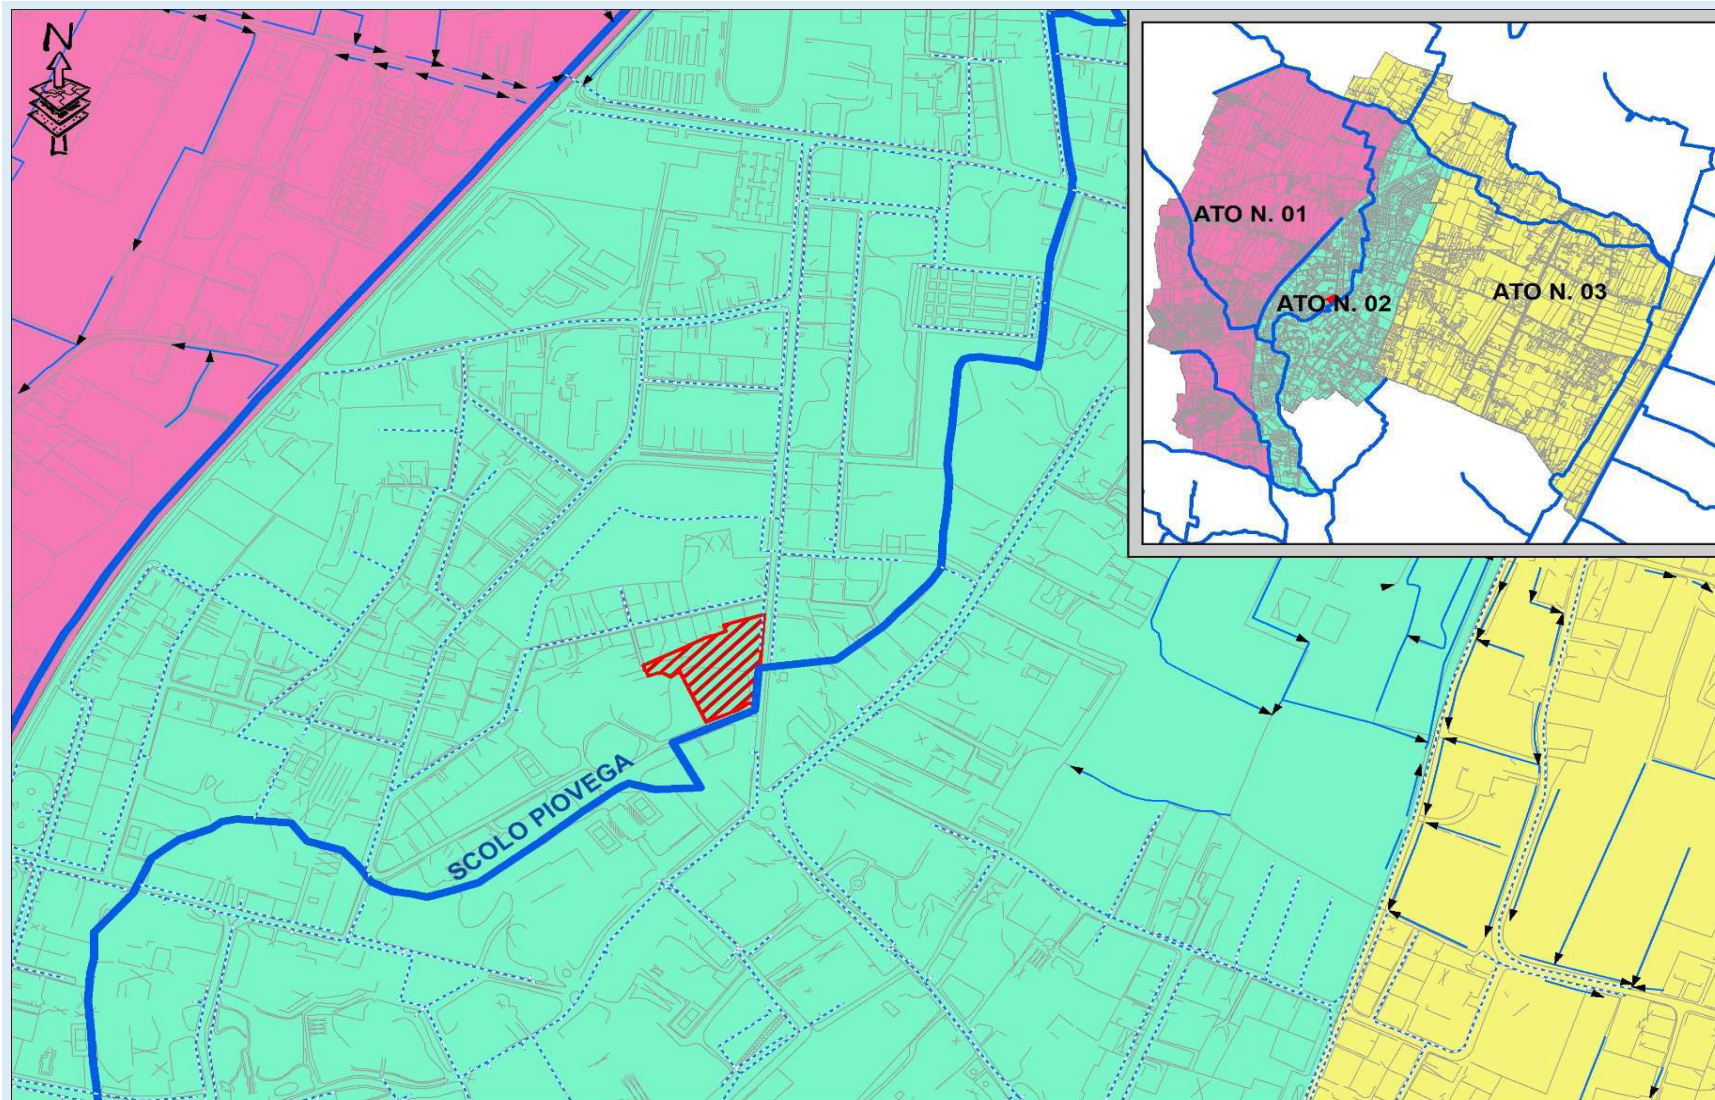 N
ATO N. 01
ATO N. 02
ATO N. 03
SCOLO PIOVEGA